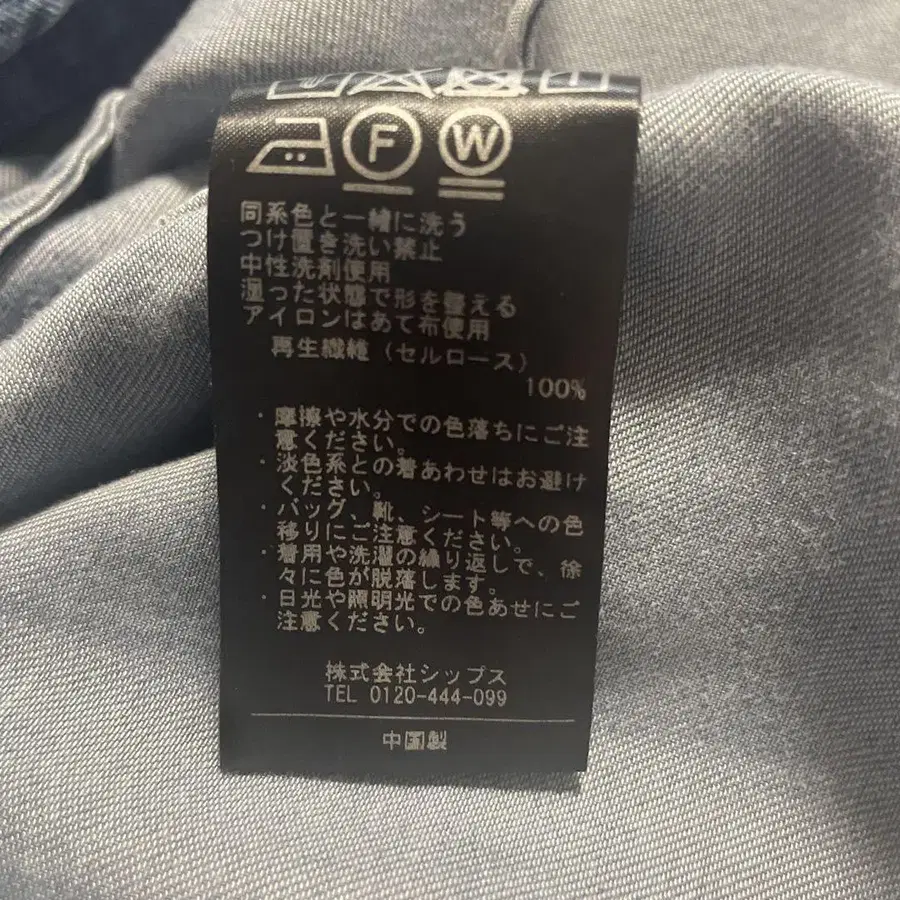 F W
同系色と一緒に洗う
つけ置き洗い禁止
中性洗剤使用
湿った状態で形を整える
アイロンはあて布使用
再生繊維（セルロース）
100%
・摩擦や水分での色落ちにご注
意ください。
・淡色系との着あわせはお避け
ください。
・バッグ、靴、シート等への色
移りにご注意ください。
・着用や洗濯の繰り返しで、徐
々に色が脱落します。
・日光や照明光での色あせにご
注意ください。
株式会社シップス
TEL 0120-444-099
中国製